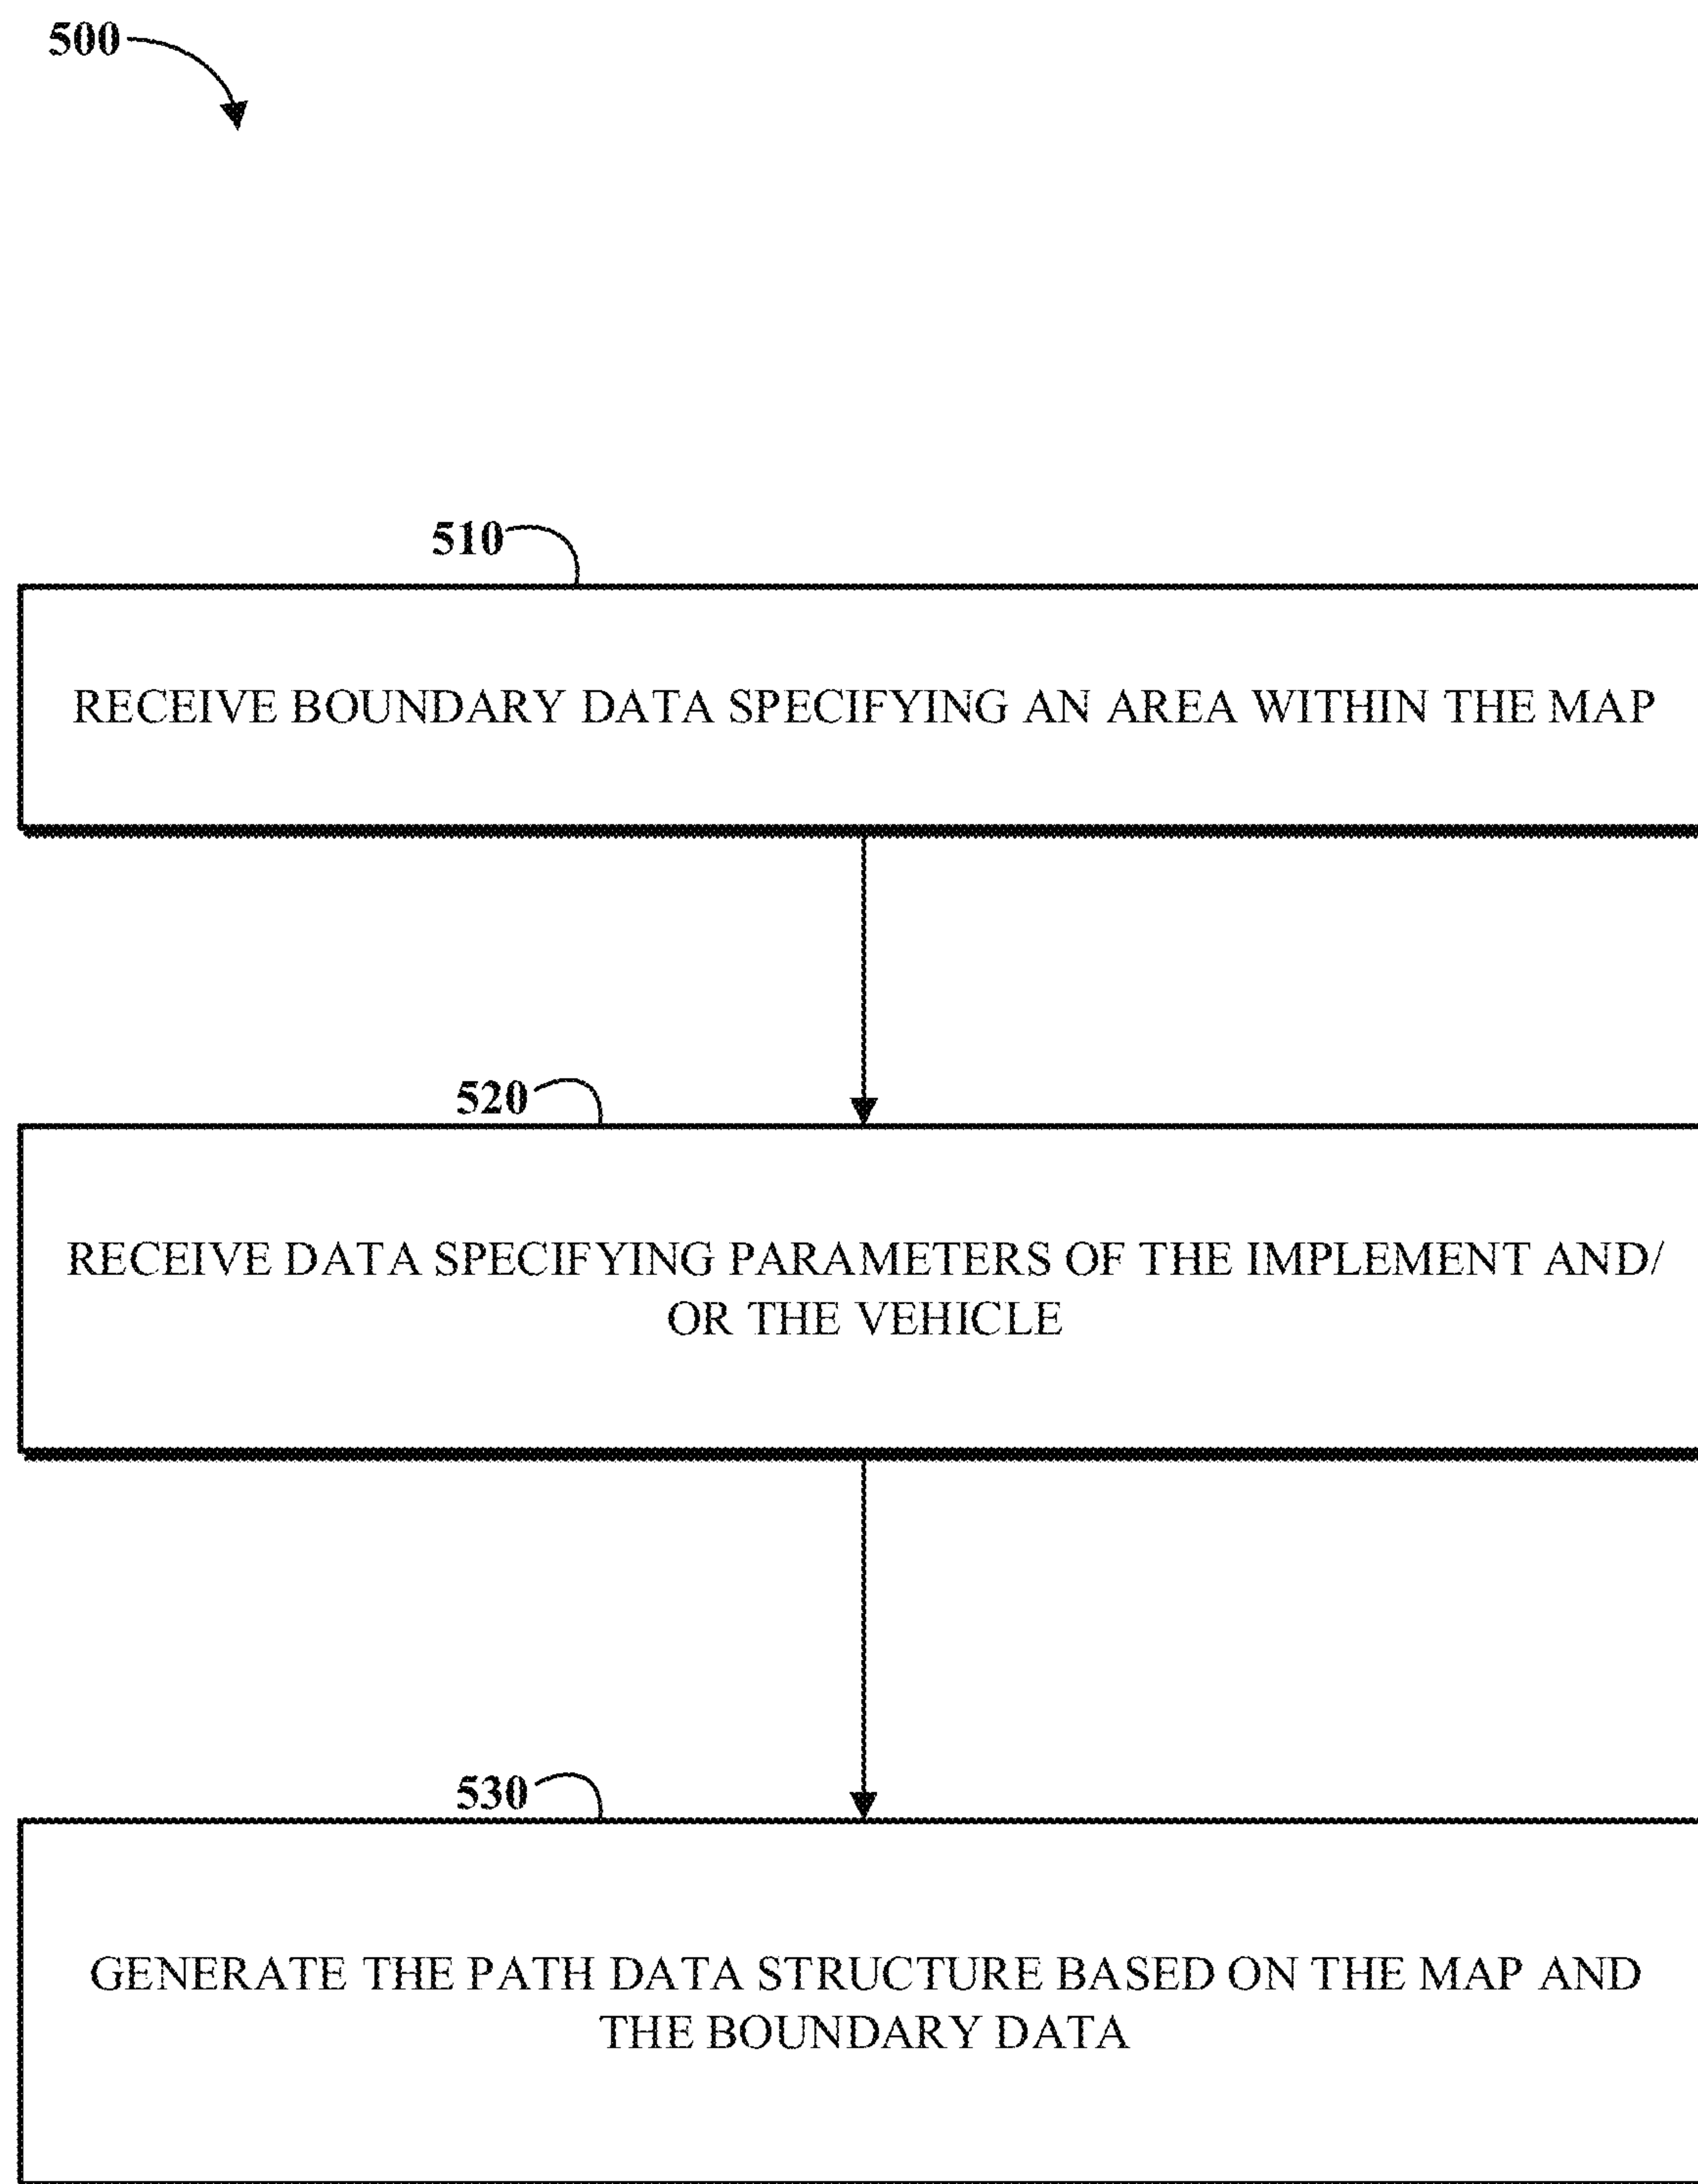 500
510
RECEIVE BOUNDARY DATA SPECIFYING AN AREA WITHIN THE MAP
520
RECEIVE DATA SPECIFYING PARAMETERS OF THE IMPLEMENT AND/
OR THE VEHICLE
530
GENERATE THE PATH DATA STRUCTURE BASED ON THE MAP AND
THE BOUNDARY DATA